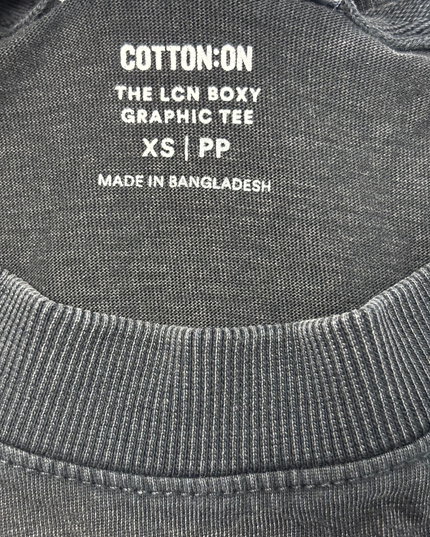 COTTON:ON
THE LCN BOXY
GRAPHIC TEE
XS | PP
MADE IN BANGLADESH